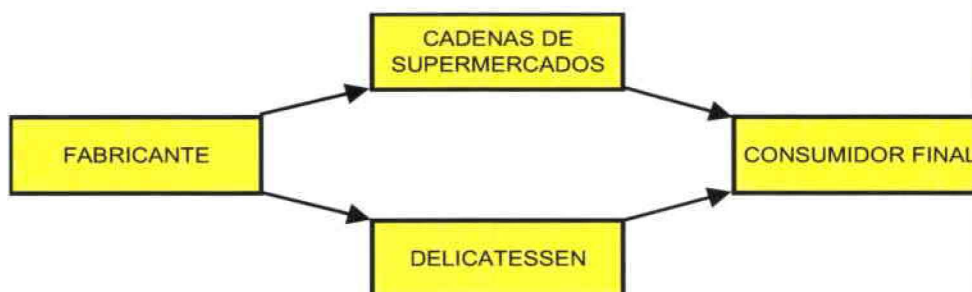 CADENAS DE
SUPERMERCADOS
FABRICANTE
CONSUMIDOR FINAL
DELICATESSEN